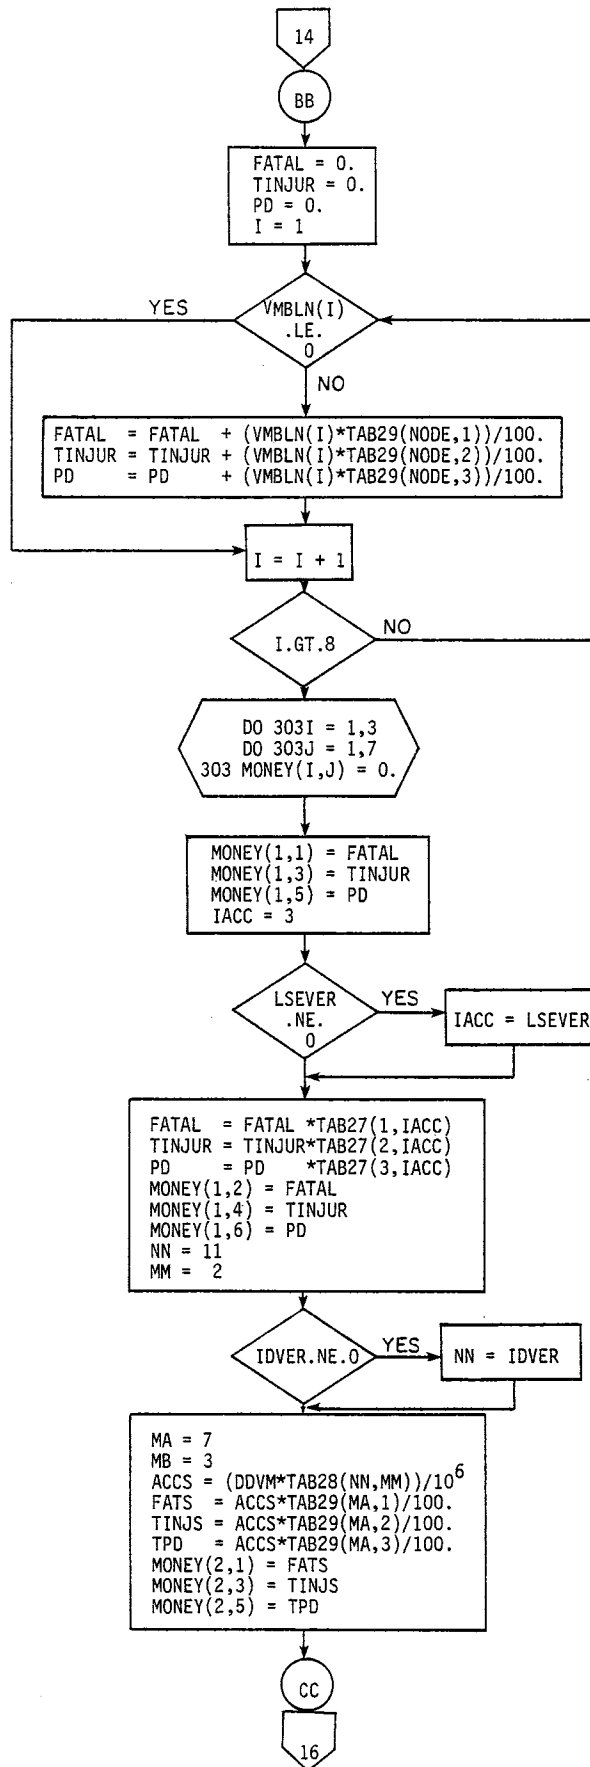 14
BB
FATAL = 0.
TINJUR = 0.
PD = 0.
I = 1
YES
VMBLN(I)
.LE.
0
NO
FATAL = FATAL + (VMBLN(I)*TAB29(NODE,1))/100.
TINJUR = TINJUR + (VMBLN(I)*TAB29(NODE,2))/100.
PD = PD + (VMBLN(I)*TAB29(NODE,3))/100.
I = I + 1
I.GT.8
NO
DO 303I = 1,3
DO 303J = 1,7
303 MONEY(I,J) = 0.
MONEY(1,1) = FATAL
MONEY(1,3) = TINJUR
MONEY(1,5) = PD
IACC = 3
LSEVER
.NE.
0
YES
IACC = LSEVER
FATAL = FATAL *TAB27(1,IACC)
TINJUR = TINJUR*TAB27(2,IACC)
PD = PD *TAB27(3,IACC)
MONEY(1,2) = FATAL
MONEY(1,4) = TINJUR
MONEY(1,6) = PD
NN = 11
MM = 2
IDVER.NE.0
YES
NN = IDVER
MA = 7
MB = 3
ACCS = (DDVM*TAB28(NN,MM))/10⁶
FATS = ACCS*TAB29(MA,1)/100.
TINJS = ACCS*TAB29(MA,2)/100.
TPD = ACCS*TAB29(MA,3)/100.
MONEY(2,1) = FATS
MONEY(2,3) = TINJS
MONEY(2,5) = TPD
CC
16